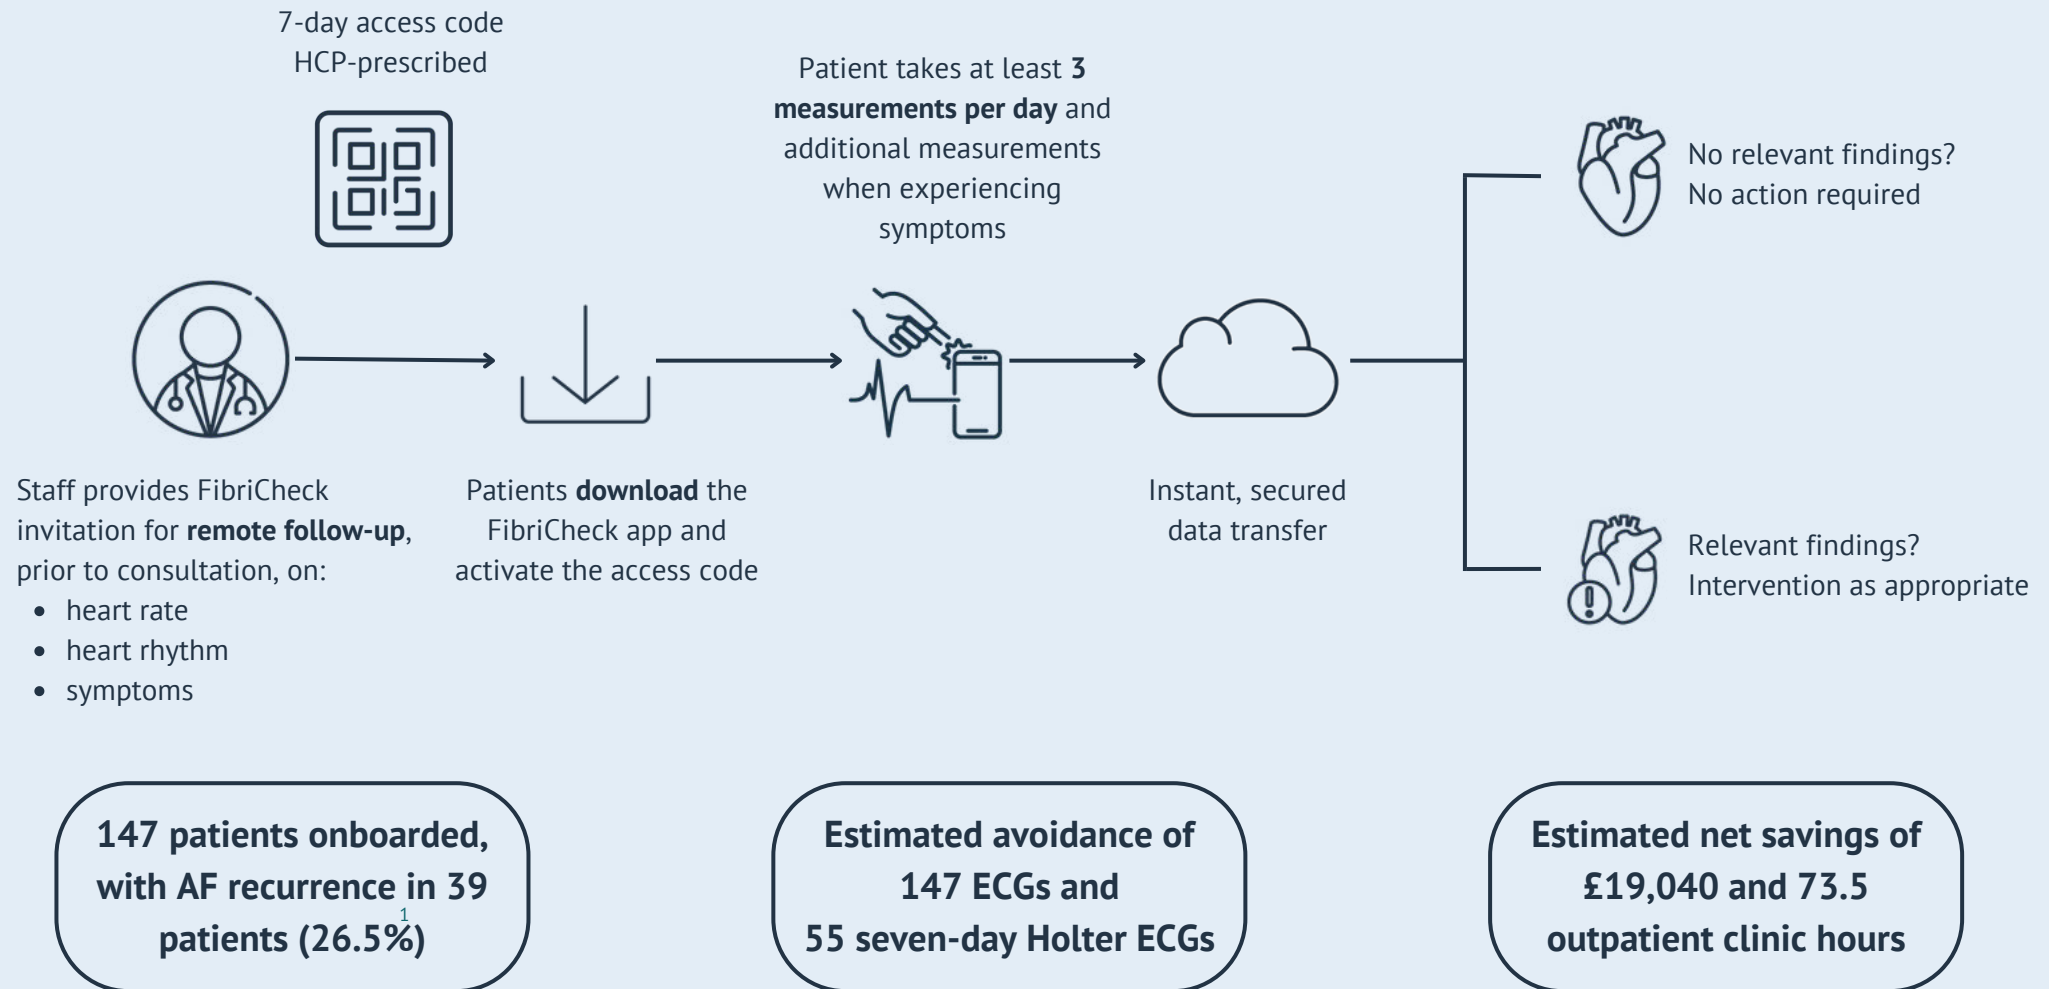 7-day access code
HCP-prescribed
Patient takes at least 3
measurements per day and
additional measurements
when experiencing
symptoms
No relevant findings?
No action required
Staff provides FibriCheck
invitation for remote follow-up,
prior to consultation, on:
• heart rate
• heart rhythm
• symptoms
Patients download the
FibriCheck app and
activate the access code
Instant, secured
data transfer
Relevant findings?
Intervention as appropriate
147 patients onboarded,
with AF recurrence in 39
patients (26.5%)1
Estimated avoidance of
147 ECGs and
55 seven-day Holter ECGs
Estimated net savings of
£19,040 and 73.5
outpatient clinic hours